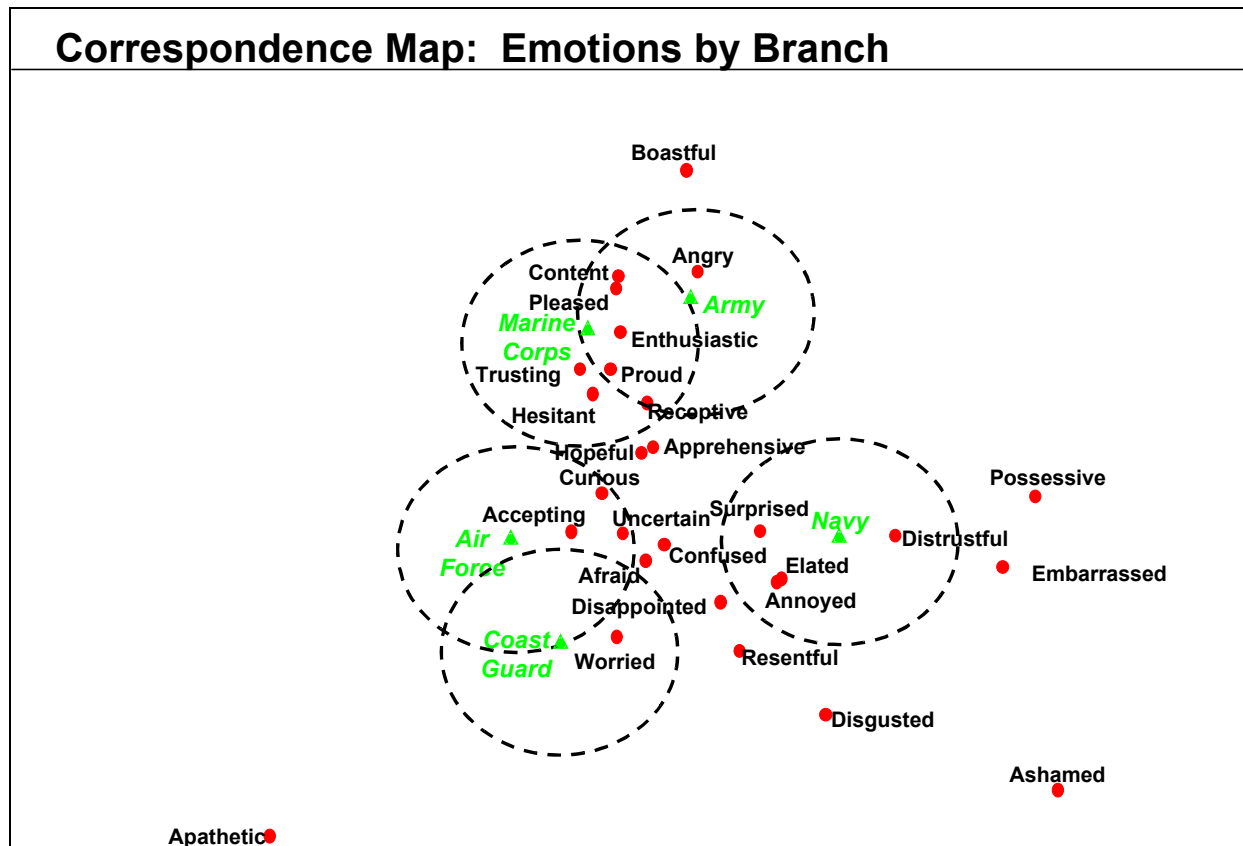 Correspondence Map:  Emotions by Branch
Boastful
Angry
Content
Pleased
Army
Marine
Corps
Enthusiastic
Trusting
Proud
Hesitant
Receptive
Hopeful
Apprehensive
Curious
Possessive
Accepting
Uncertain
Surprised
Navy
Air
Force
Confused
Distrustful
Afraid
Elated
Embarrassed
Disappointed
Annoyed
Coast
Guard
Worried
Resentful
Disgusted
Ashamed
Apathetic